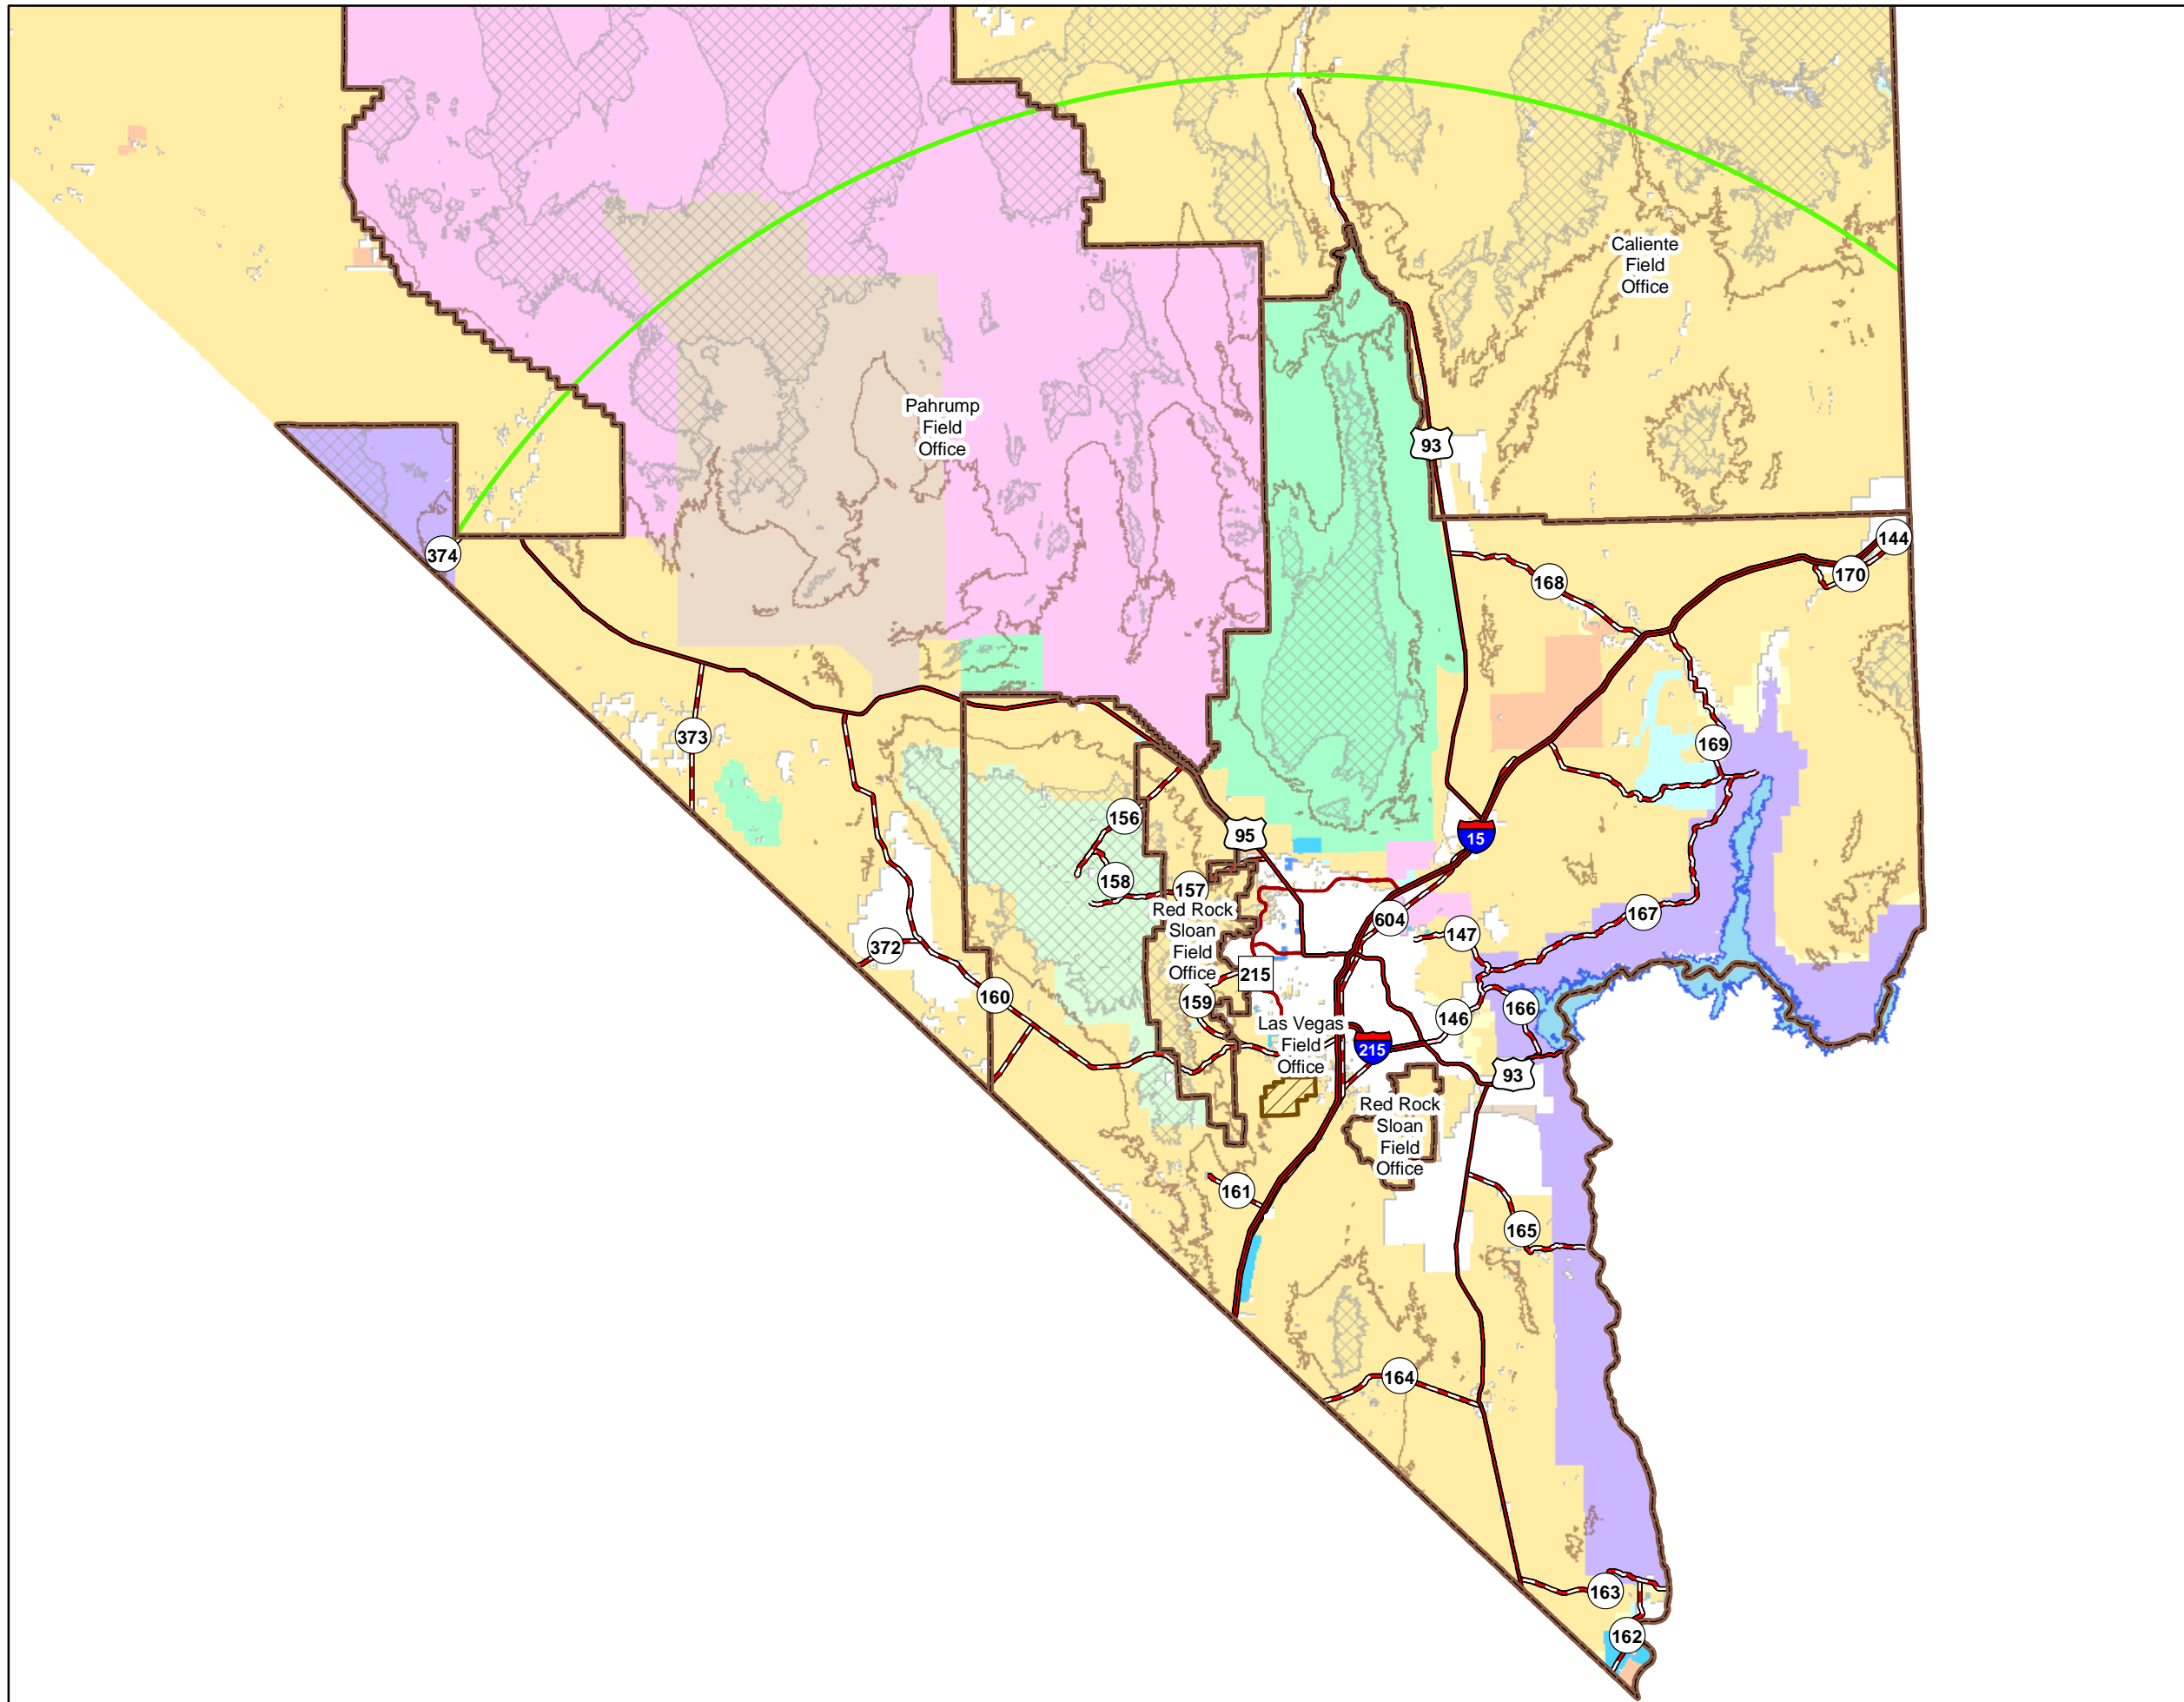 Caliente
Field
Office
Pahrump
Field
Office
93
374
144
170
168
373
169
156
95
15
158
157
Red Rock
Sloan
Field
Office
604
167
147
372
215
160
159
166
146
Las Vegas
Field
Office
215
93
Red Rock
Sloan
Field
Office
161
165
164
163
162